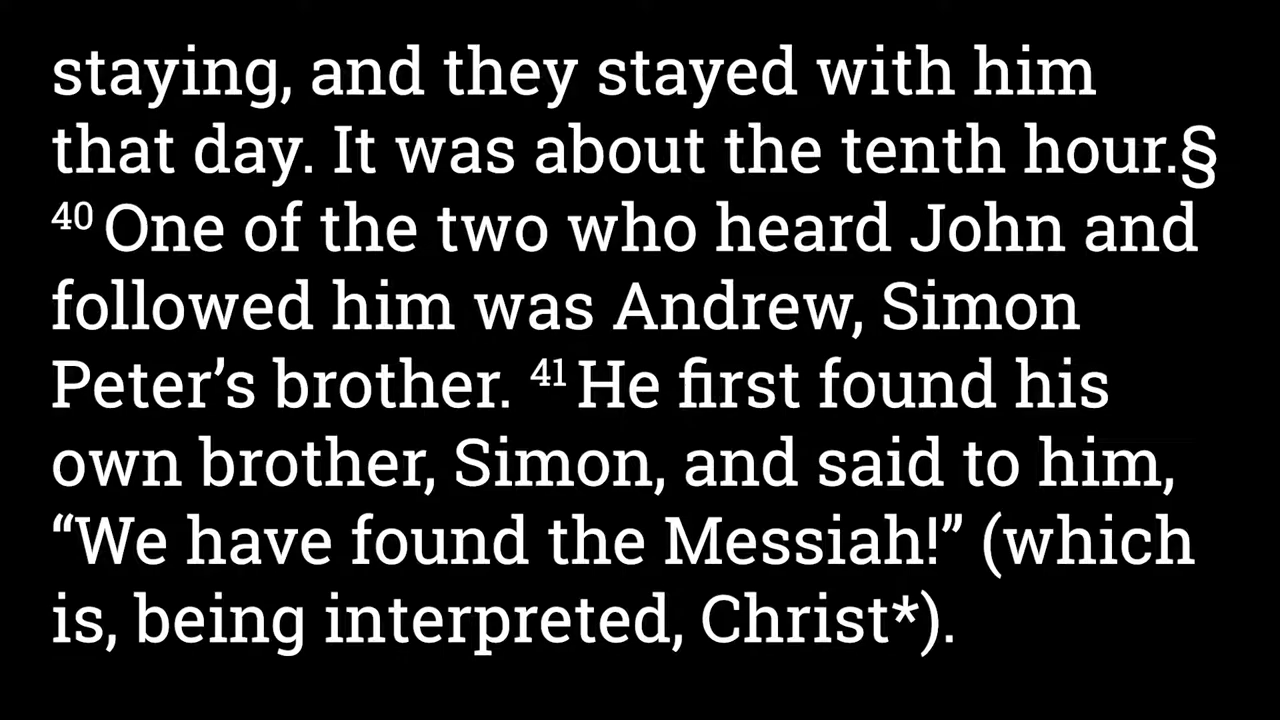 staying, and they stayed with him
that day. It was about the tenth hour.§
40 One of the two who heard John and
followed him was Andrew, Simon
Peter’s brother. 41 He first found his
own brother, Simon, and said to him,
“We have found the Messiah!” (which
is, being interpreted, Christ*).